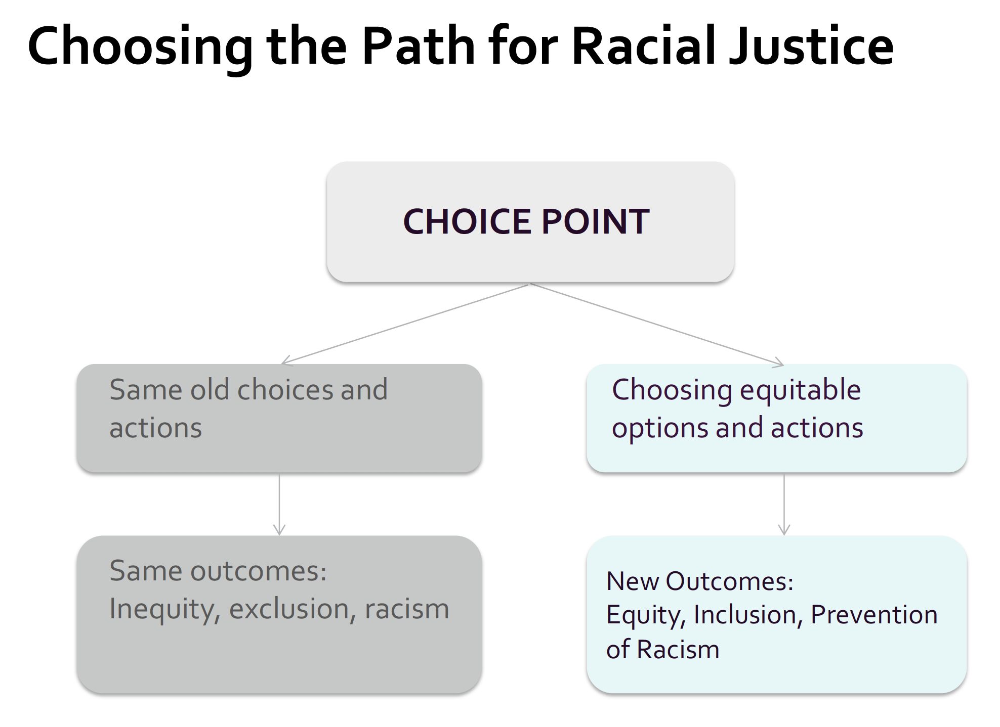 Choosing the Path for Racial Justice
CHOICE POINT
Same old choices and
actions
Choosing equitable
options and actions
Same outcomes:
Inequity, exclusion, racism
New Outcomes:
Equity, Inclusion, Prevention
of Racism